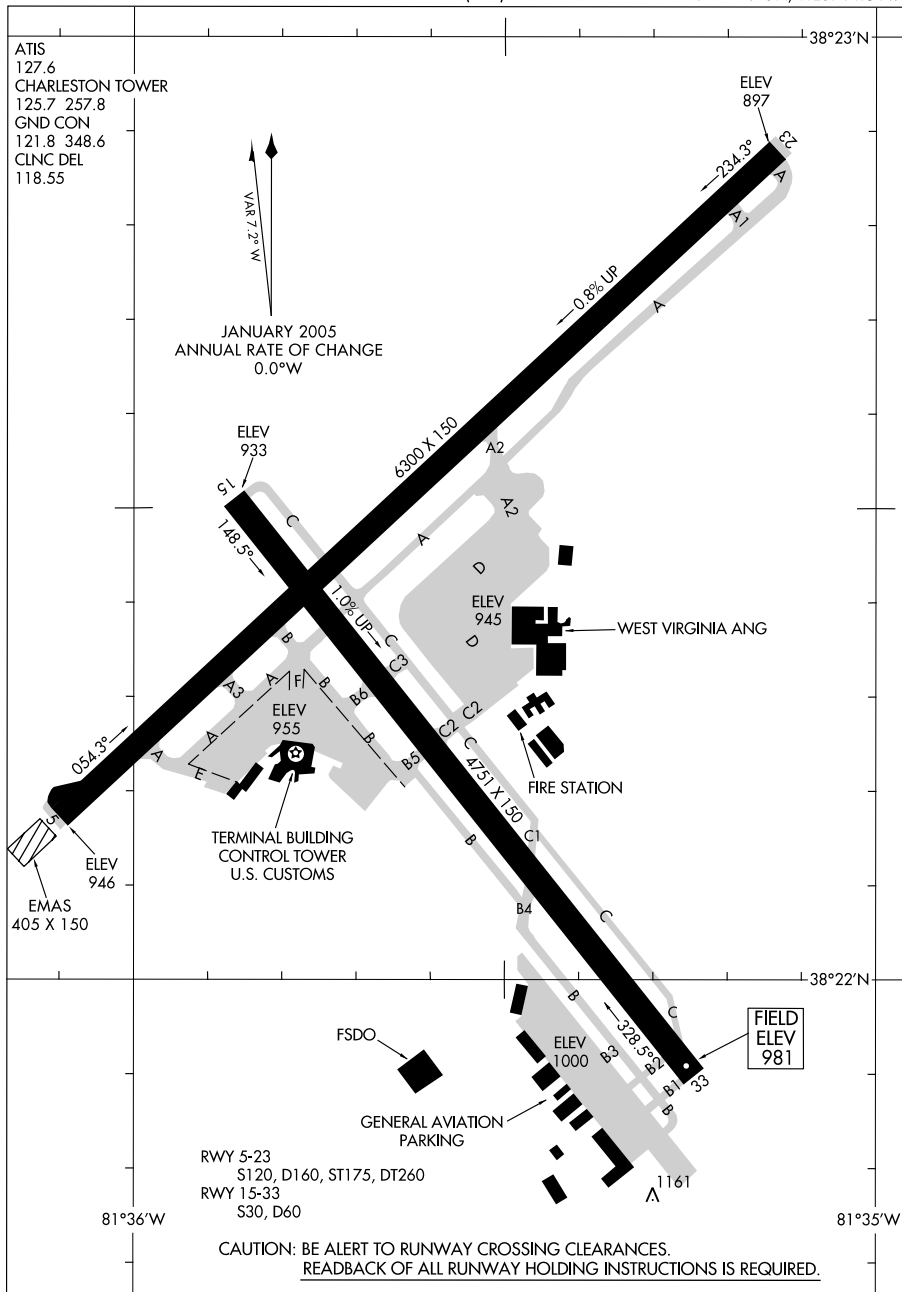 38°23'N
ATIS
127.6
CHARLESTON TOWER
125.7 257.8
GND CON
121.8 348.6
CLNC DEL
118.55
ELEV
897
23
234.3°
A
A1
VAR 7.2° W
0.8% UP
A
JANUARY 2005
ANNUAL RATE OF CHANGE
0.0°W
ELEV
933
15
6300 X 150
A2
A2
C
148.5°
A
D
1.0% UP
ELEV
945
WEST VIRGINIA ANG
B
C
D
C3
A3
A
F
B
B6
ELEV
955
C2
C2
A
B
C
054.3°
A
E
B5
4751 X 150
FIRE STATION
5
TERMINAL BUILDING
CONTROL TOWER
U.S. CUSTOMS
B
C1
ELEV
946
EMAS
405 X 150
B4
C
38°22'N
B
C
328.5°
FIELD
ELEV
981
FSDO
ELEV
1000
B3
B2
B1
33
B
GENERAL AVIATION
PARKING
RWY 5-23
S120, D160, ST175, DT260
RWY 15-33
S30, D60
1161
81°36'W
81°35'W
CAUTION: BE ALERT TO RUNWAY CROSSING CLEARANCES.
READBACK OF ALL RUNWAY HOLDING INSTRUCTIONS IS REQUIRED.